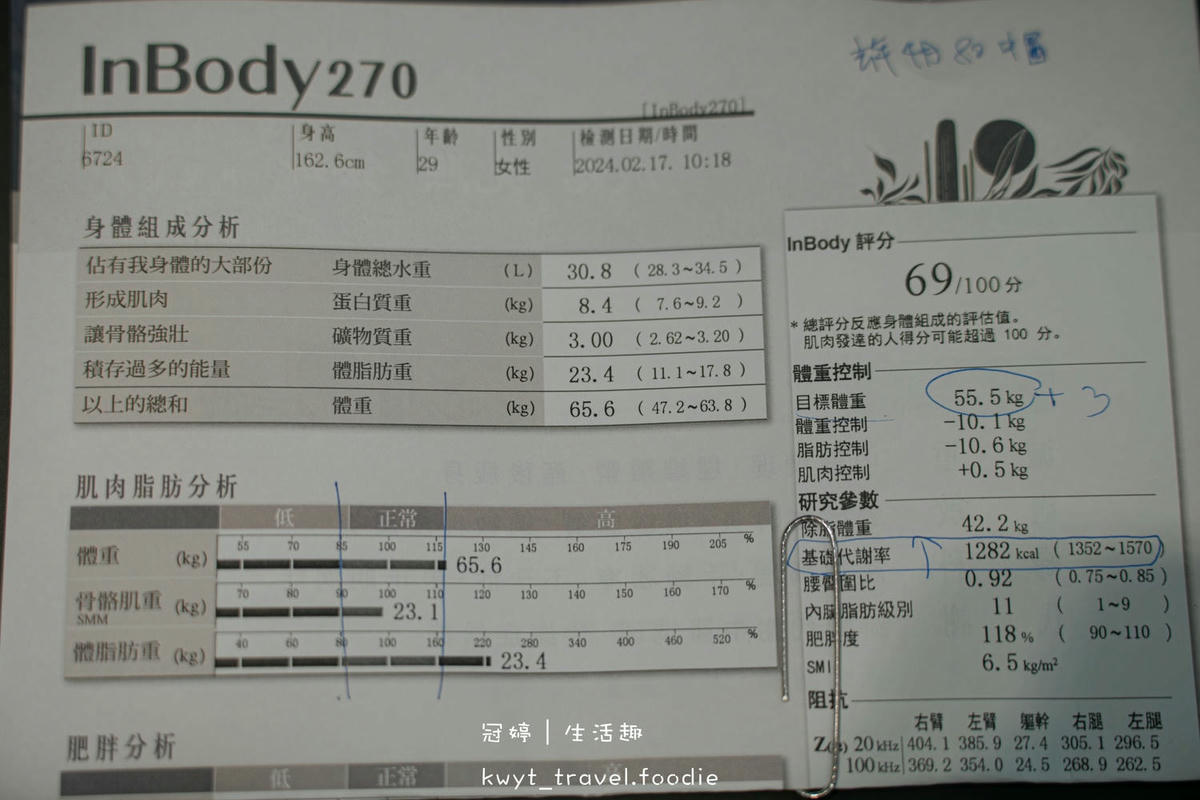 InBody270
[InBody270]
ID 身高 年齡 性別 檢測日期/時間
6724 162.6cm 29 女性 2024.02.17. 10:18
身體組成分析
佔有我身體的大部份 身體總水重 (L) 30.8 ( 28.3~34.5 )
形成肌肉 蛋白質重 (kg) 8.4 ( 7.6~9.2 )
讓骨骼強壯 礦物質重 (kg) 3.00 ( 2.62~3.20 )
積存過多的能量 體脂肪重 (kg) 23.4 ( 11.1~17.8 )
以上的總和 體重 (kg) 65.6 ( 47.2~63.8 )
肌肉脂肪分析
低 正常 高
體重 (kg) 55 70 85 100 115 130 145 160 175 190 205 %
65.6
骨骼肌重 (kg) 70 80 90 100 110 120 130 140 150 160 170 %
SMM 23.1
體脂肪重 (kg) 40 60 80 100 160 220 280 340 400 460 520 %
23.4
肥胖分析
低 正常 高
InBody 評分
69/100 分
* 總評分反應身體組成的評估值。
肌肉發達的人得分可能超過 100 分。
體重控制
目標體重 55.5 kg + 3
體重控制 -10.1 kg
脂肪控制 -10.6 kg
肌肉控制 +0.5 kg
研究參數
除脂體重 42.2 kg
基礎代謝率 ↑ 1282 kcal ( 1352~1570 )
腰臀圍比 0.92 ( 0.75~0.85 )
內臟脂肪級別 11 ( 1~9 )
肥胖度 118 % ( 90~110 )
SMI 6.5 kg/m²
阻抗
右臂 左臂 軀幹 右腿 左腿
Z(Ω) 20 kHz 404.1 385.9 27.4 305.1 296.5
100 kHz 369.2 354.0 24.5 268.9 262.5
冠婷｜生活趣
kwyt_travel.foodie